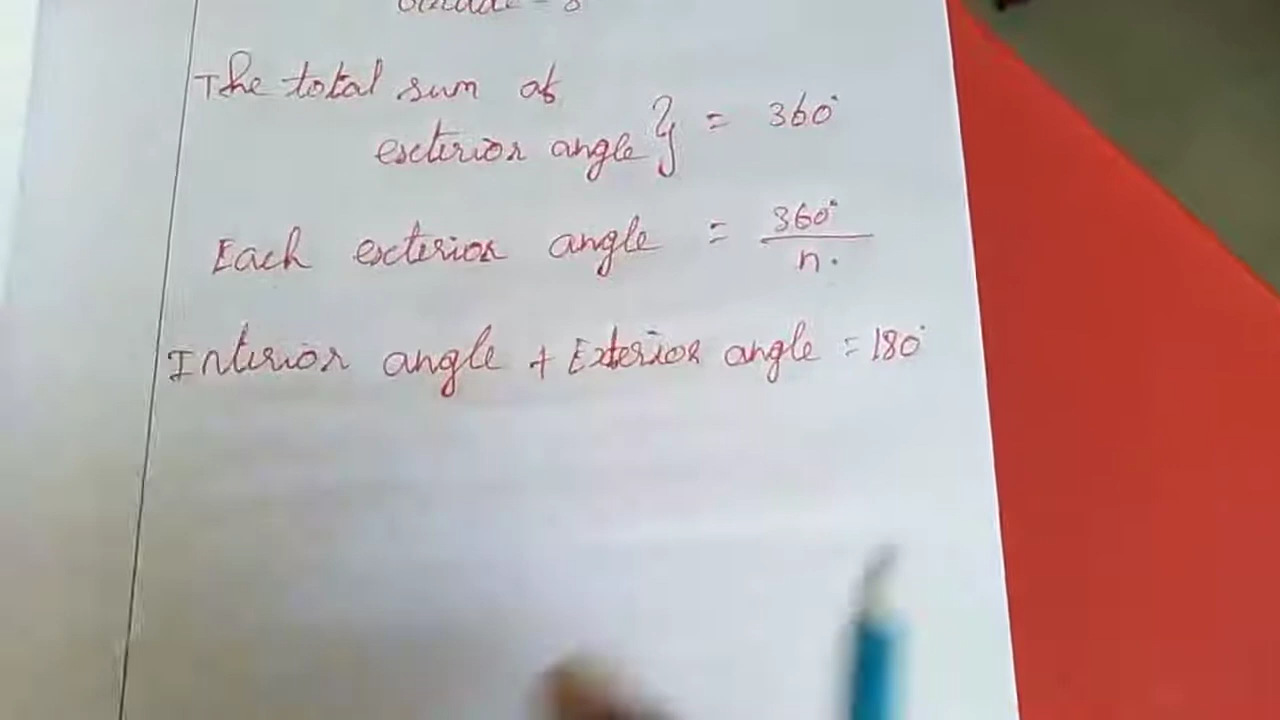 The total sum of
exterior angle } = 360°
Each exterior angle = 360° / n.
Interior angle + Exterior angle = 180°